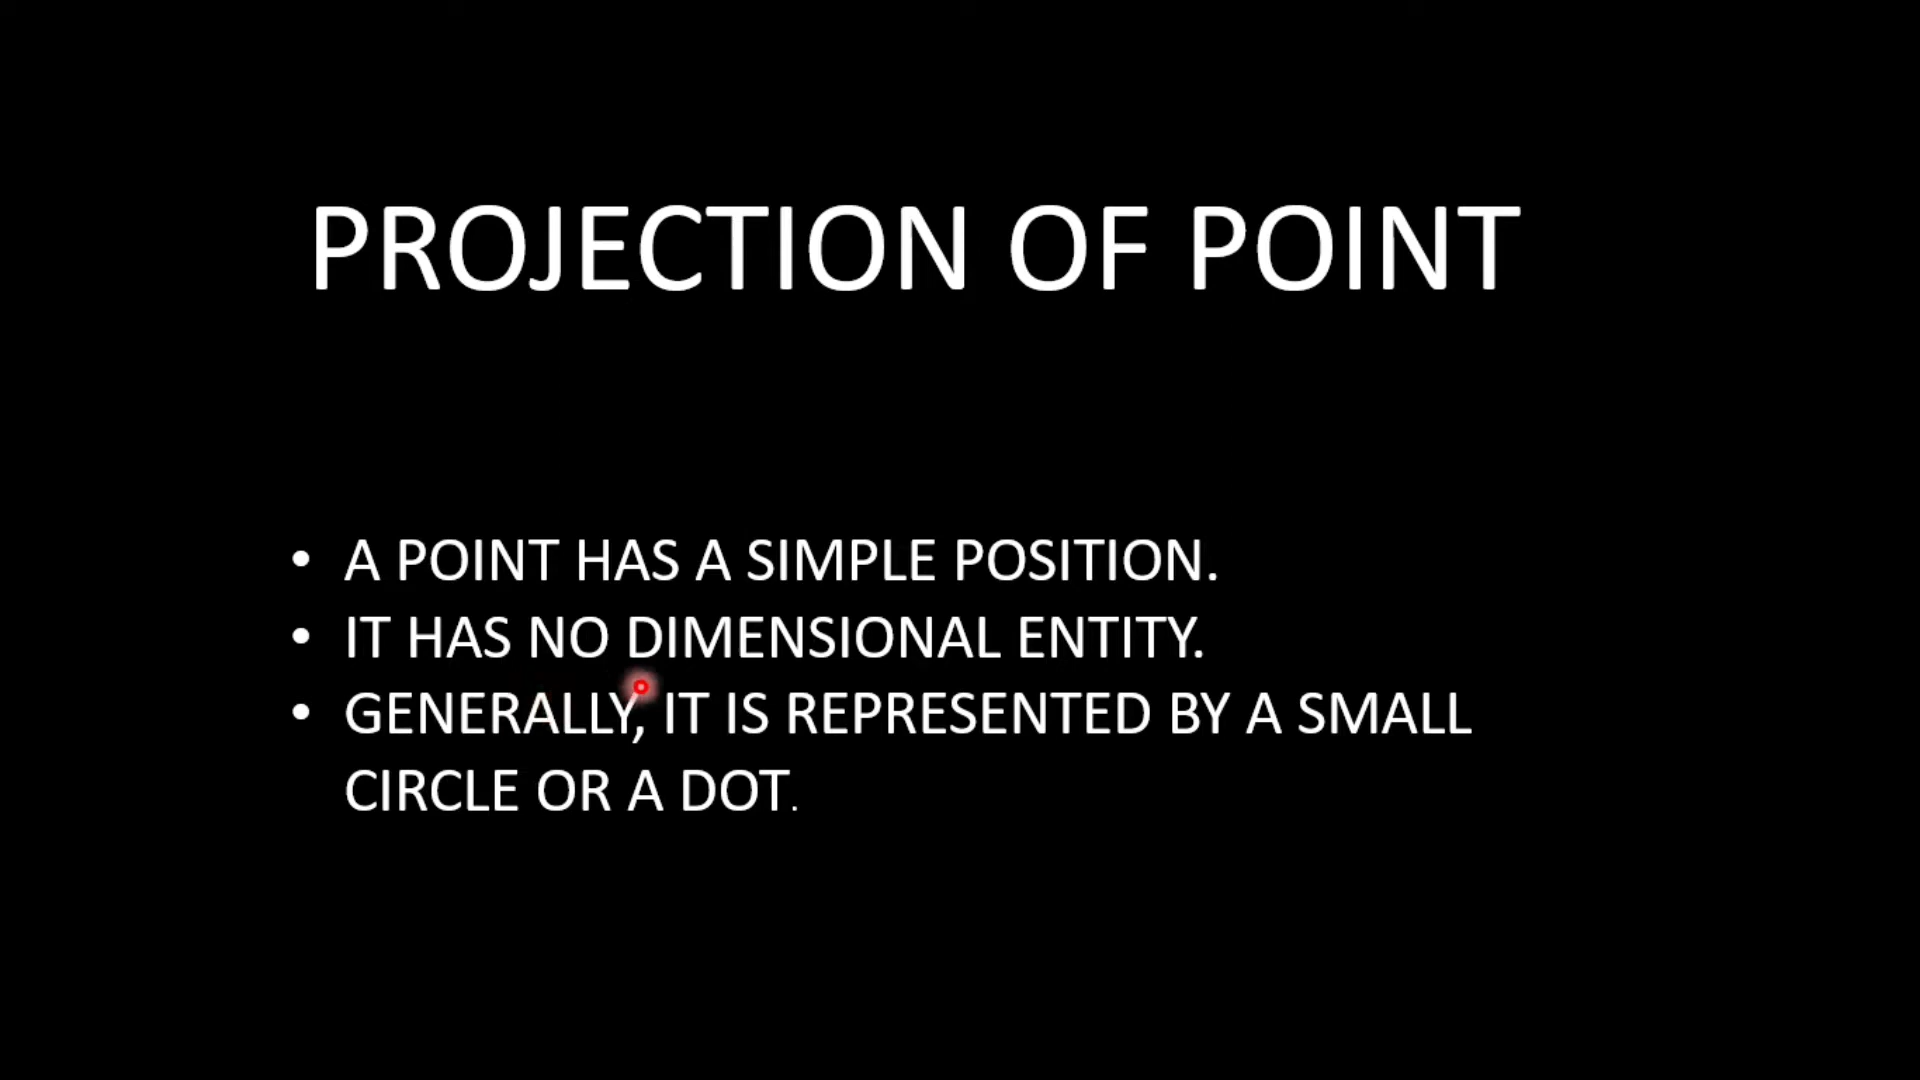 PROJECTION OF POINT
• A POINT HAS A SIMPLE POSITION.
• IT HAS NO DIMENSIONAL ENTITY.
• GENERALLY, IT IS REPRESENTED BY A SMALL
CIRCLE OR A DOT.